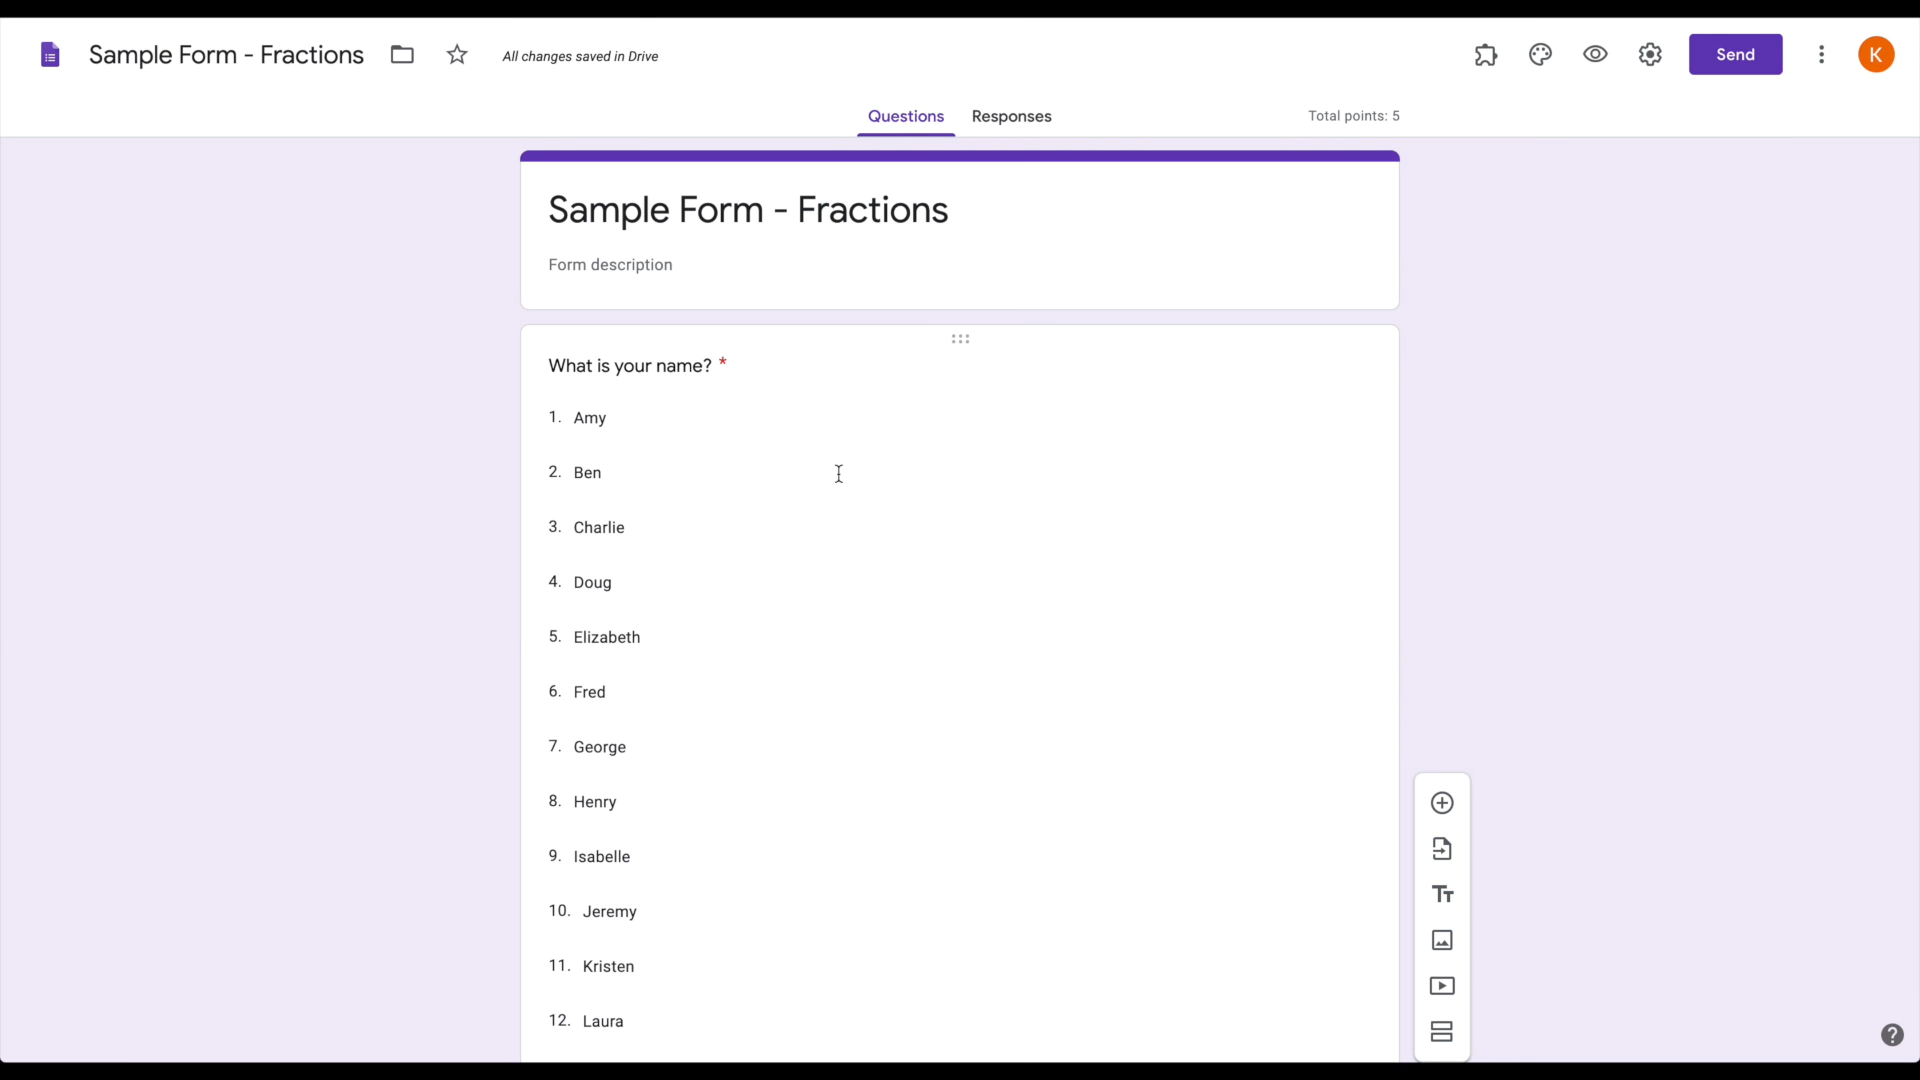 Sample Form - Fractions
All changes saved in Drive
Send
K
Questions
Responses
Total points: 5
Sample Form - Fractions
Form description
What is your name? *
1. Amy
2. Ben
3. Charlie
4. Doug
5. Elizabeth
6. Fred
7. George
8. Henry
9. Isabelle
10. Jeremy
11. Kristen
12. Laura